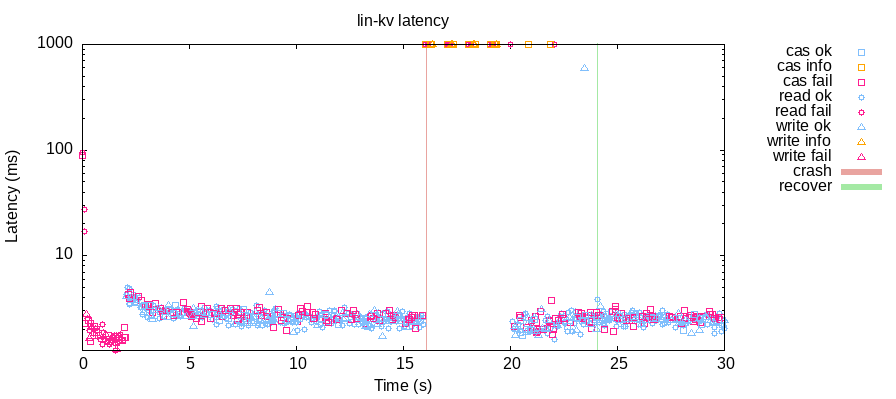 lin-kv latency
1000
100
10
Latency (ms)
0 5 10 15 20 25 30
Time (s)
cas ok
cas info
cas fail
read ok
read fail
write ok
write info
write fail
crash
recover